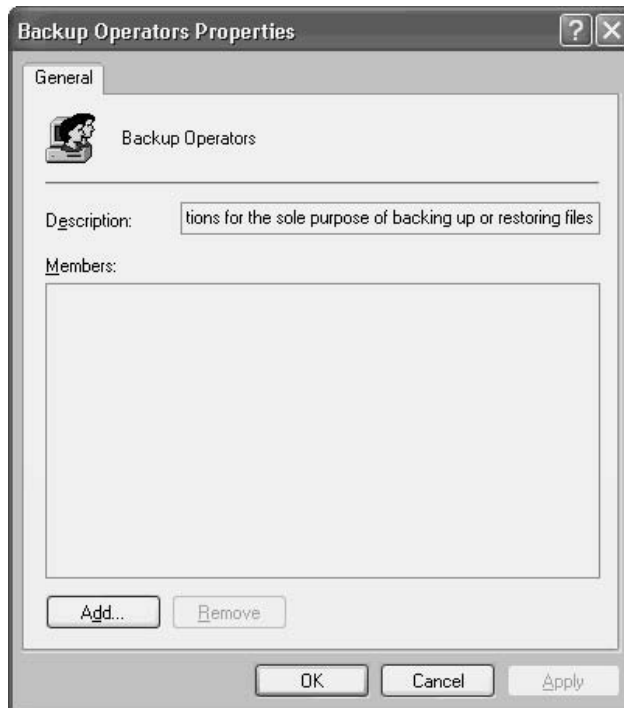 Backup Operators Properties
General
Backup Operators
Description: tions for the sole purpose of backing up or restoring files
Members:
Add... Remove
OK Cancel Apply